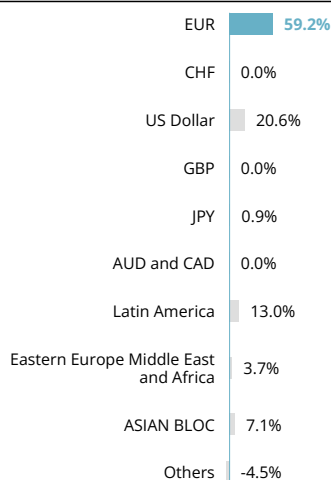 EUR 59.2%
CHF 0.0%
US Dollar 20.6%
GBP 0.0%
JPY 0.9%
AUD and CAD 0.0%
Latin America 13.0%
Eastern Europe Middle East
and Africa 3.7%
ASIAN BLOC 7.1%
Others -4.5%